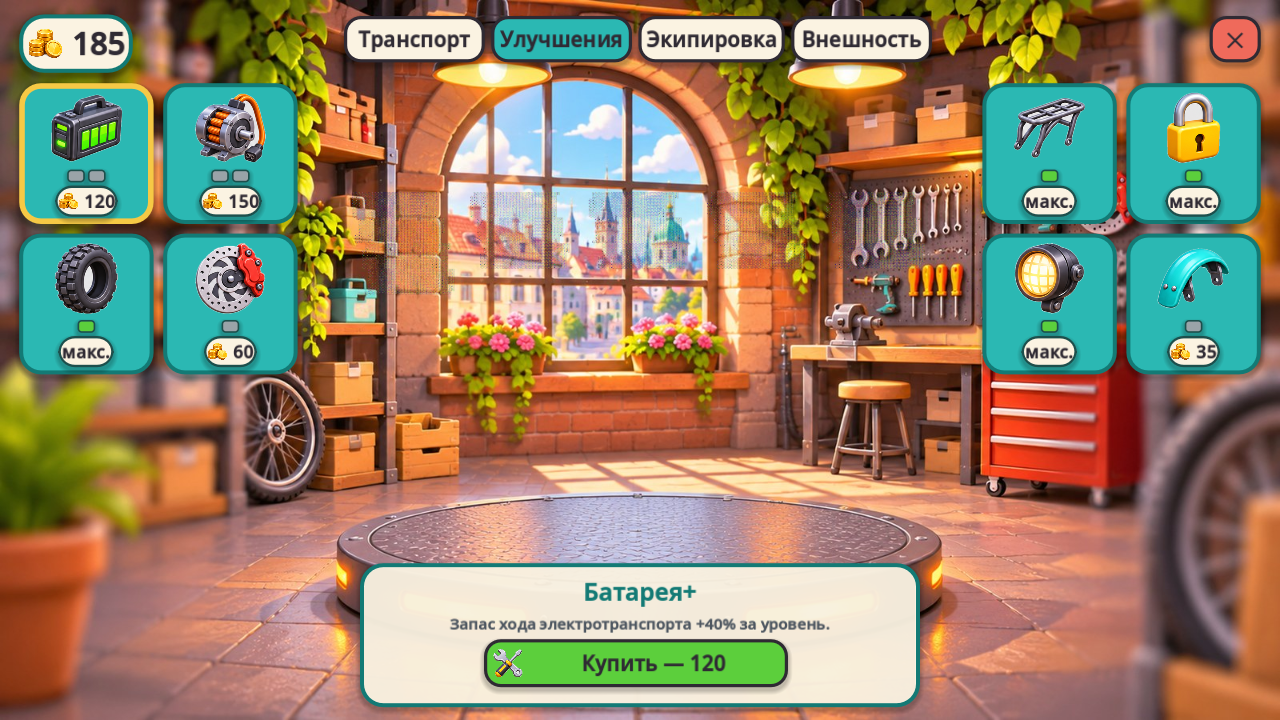 185
Транспорт
Улучшения
Экипировка
Внешность
120
150
макс.
60
макс.
макс.
макс.
35
Батарея+
Запас хода электротранспорта +40% за уровень.
Купить — 120